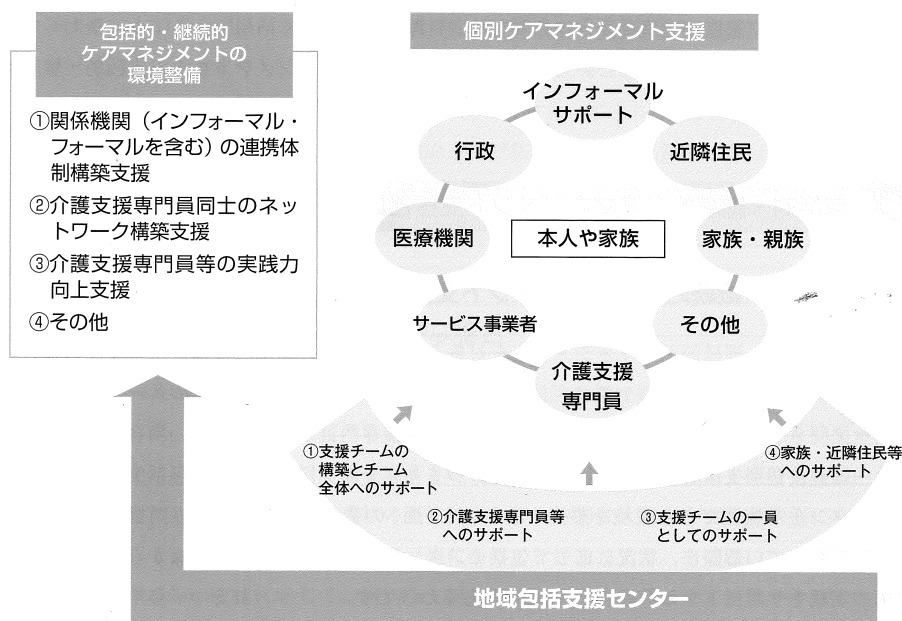 包括的・継続的
ケアマネジメントの
環境整備
①関係機関（インフォーマル・
フォーマルを含む）の連携体
制構築支援
②介護支援専門員同士のネッ
トワーク構築支援
③介護支援専門員等の実践力
向上支援
④その他
個別ケアマネジメント支援
インフォーマル
サポート
行政
近隣住民
医療機関
本人や家族
家族・親族
サービス事業者
その他
介護支援
専門員
①支援チームの
構築とチーム
全体へのサポート
②介護支援専門員等
へのサポート
③支援チームの一員
としてのサポート
④家族・近隣住民等
へのサポート
地域包括支援センター